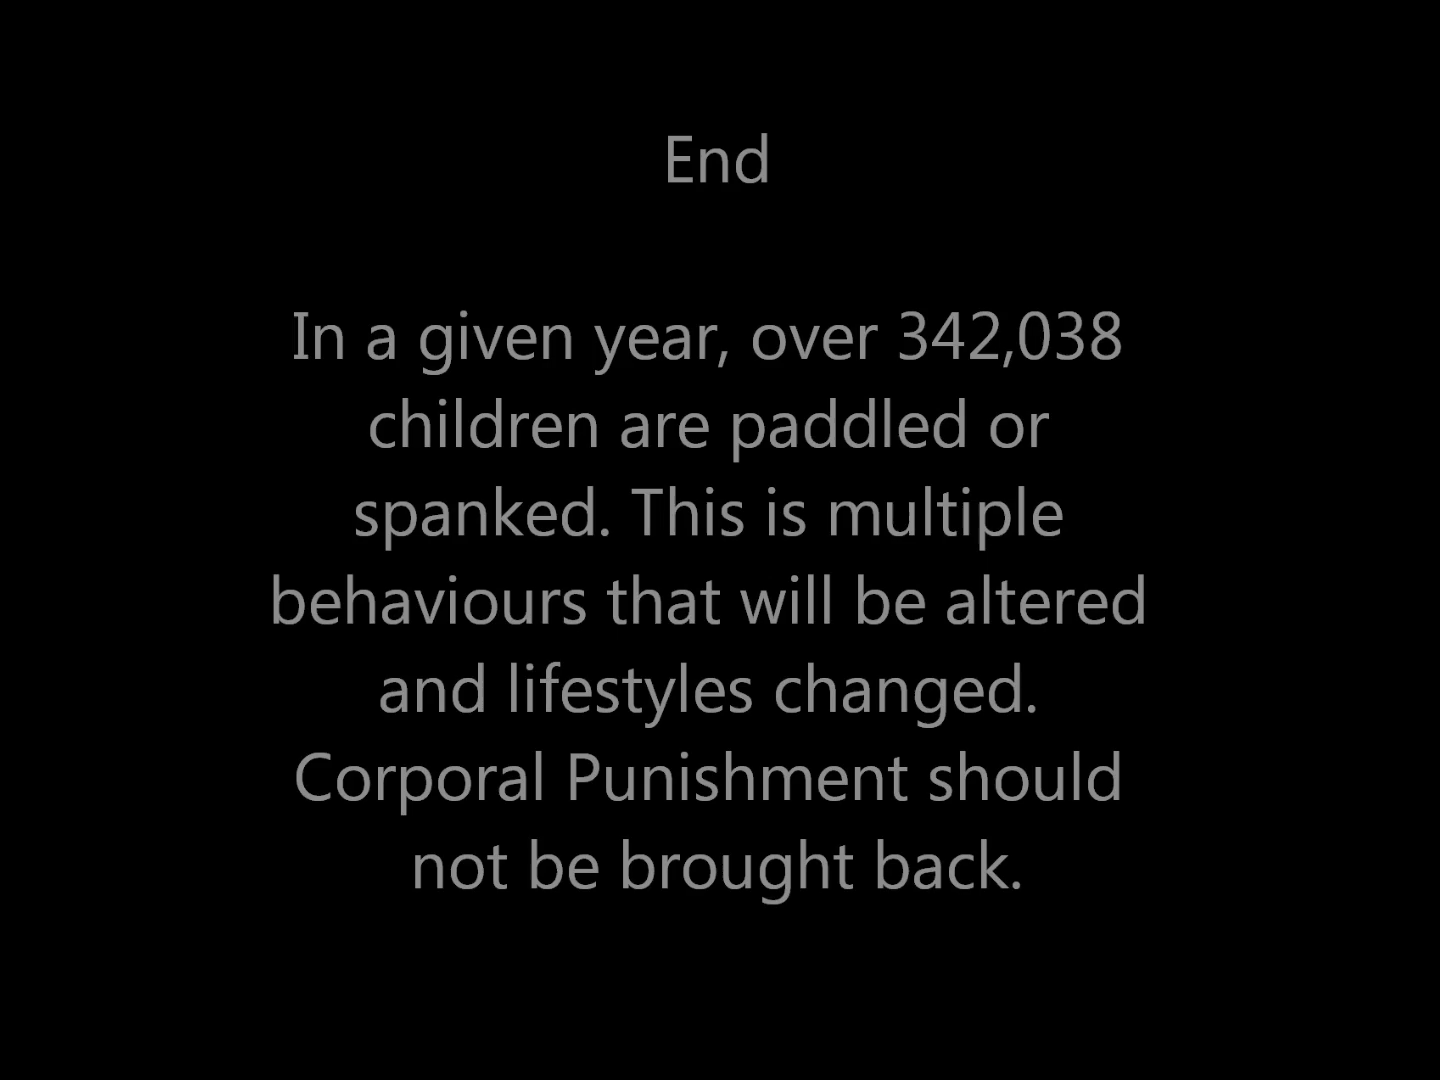 End
In a given year, over 342,038
children are paddled or
spanked. This is multiple
behaviours that will be altered
and lifestyles changed.
Corporal Punishment should
not be brought back.